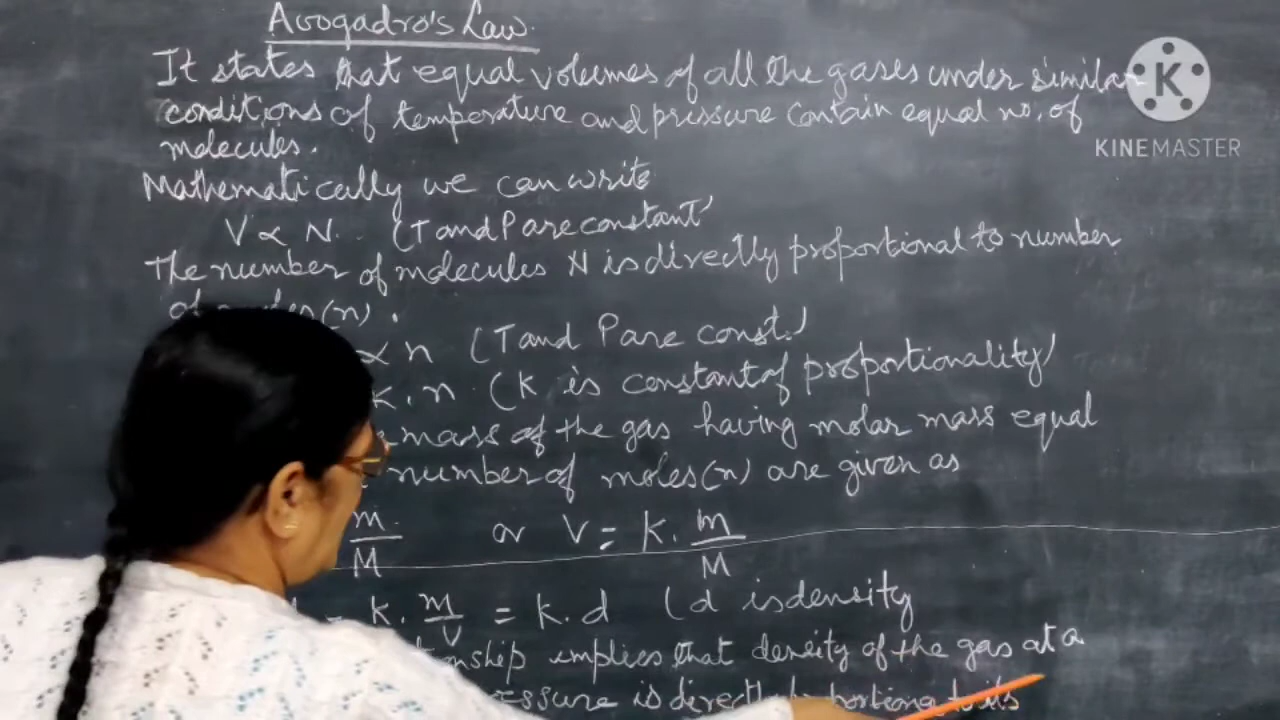 Avogadro's Law.
It states that equal volumes of all the gases under similar
conditions of temperature and pressure contain equal no. of
molecules.
Mathematically we can write
V ∝ N. (T and P are constant)
The number of molecules N is directly proportional to number
(n).
∝ n (T and P are const.)
K. n (K is constant of proportionality)
mass of the gas having molar mass equal
number of moles (n) are given as
m/M or V = K. m/M
= K. m/V = K. d (d is density
implies that density of the gas at a
is to its
K
KINEMASTER